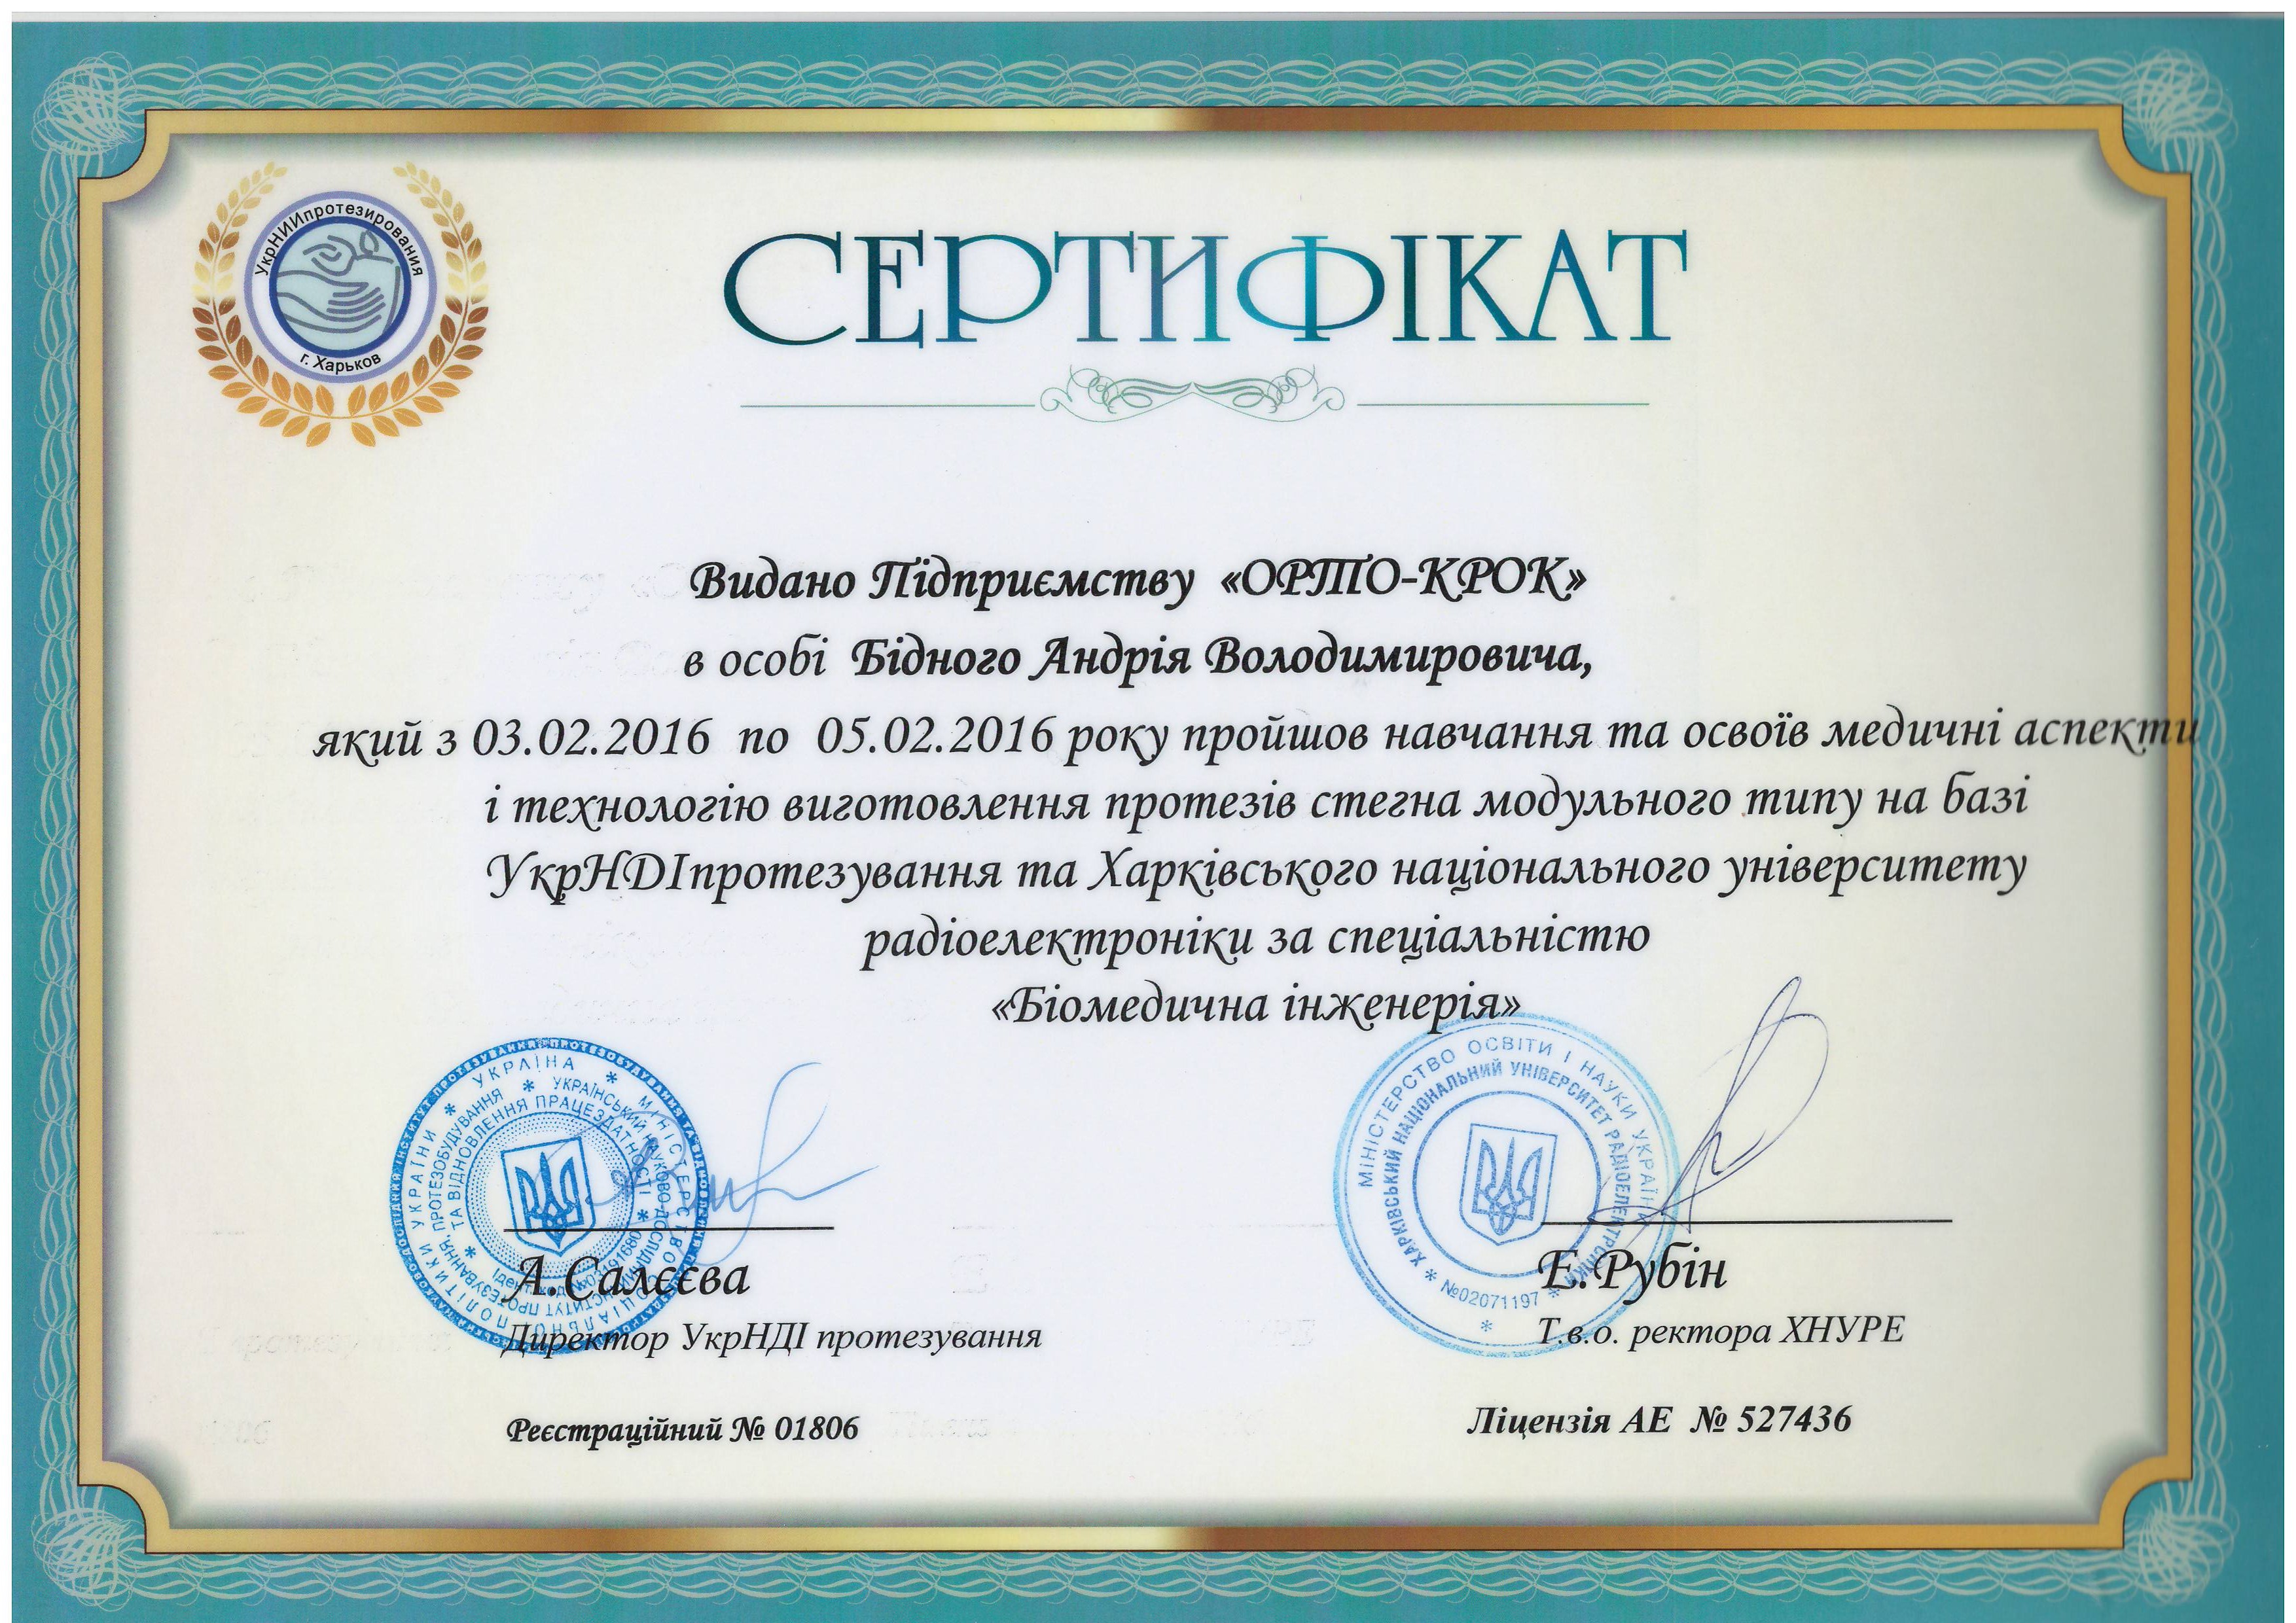 УкрНИИпротезирования
г. Харьков
СЕРТИФІКАТ
Видано Підприємству «ОРТО-КРОК»
в особі Бідного Андрія Володимировича,
який з 03.02.2016 по 05.02.2016 року пройшов навчання та освоїв медичні аспекти
і технологію виготовлення протезів стегна модульного типу на базі
УкрНДІпротезування та Харківського національного університету
радіоелектроніки за спеціальністю
«Біомедична інженерія»
УКРАЇНА * МІНІСТЕРСТВО СОЦІАЛЬНОЇ ПОЛІТИКИ УКРАЇНИ *
УКРАЇНСЬКИЙ НАУКОВО-ДОСЛІДНИЙ ІНСТИТУТ ПРОТЕЗУВАННЯ, ПРОТЕЗОБУДУВАННЯ *
ТА ВІДНОВЛЕННЯ ПРАЦЕЗДАТНОСТІ *
МІНІСТЕРСТВО ОСВІТИ І НАУКИ УКРАЇНИ
* ХАРКІВСЬКИЙ НАЦІОНАЛЬНИЙ УНІВЕРСИТЕТ РАДІОЕЛЕКТРОНІКИ *
№02071197
А.Салєєва
Директор УкрНДІ протезування
Е.Рубін
Т.в.о. ректора ХНУРЕ
Реєстраційний № 01806
Ліцензія АЕ № 527436